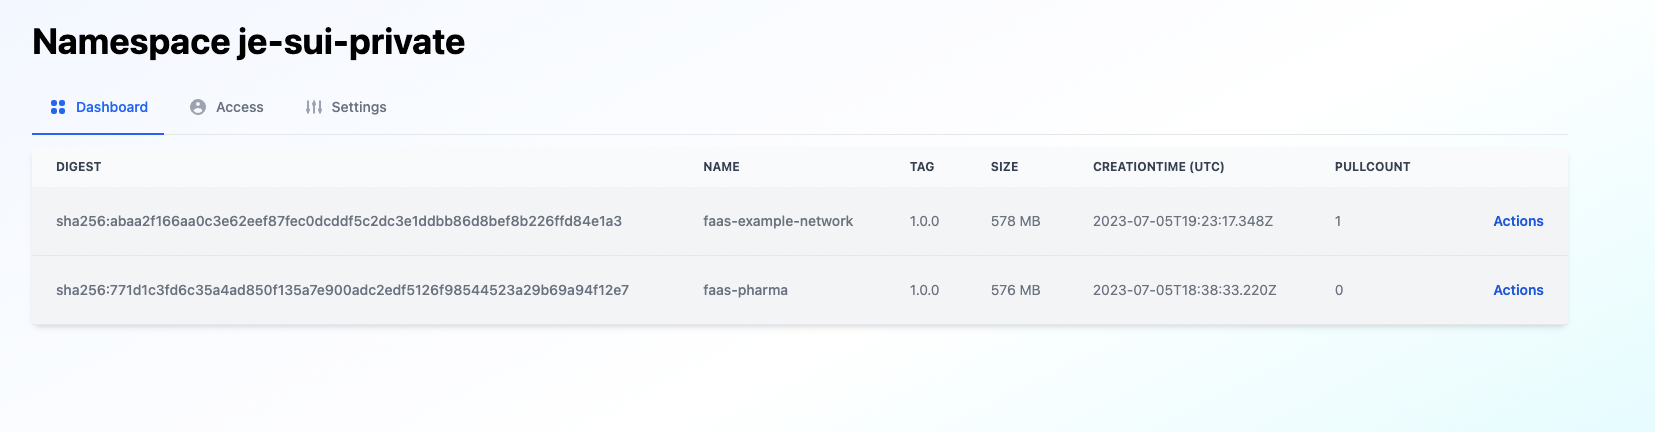 Namespace je-sui-private
Dashboard Access Settings
DIGEST NAME TAG SIZE CREATIONTIME (UTC) PULLCOUNT
sha256:abaa2f166aa0c3e62eef87fec0dcddf5c2dc3e1ddbb86d8bef8b226ffd84e1a3 faas-example-network 1.0.0 578 MB 2023-07-05T19:23:17.348Z 1 Actions
sha256:771d1c3fd6c35a4ad850f135a7e900adc2edf5126f98544523a29b69a94f12e7 faas-pharma 1.0.0 576 MB 2023-07-05T18:38:33.220Z 0 Actions